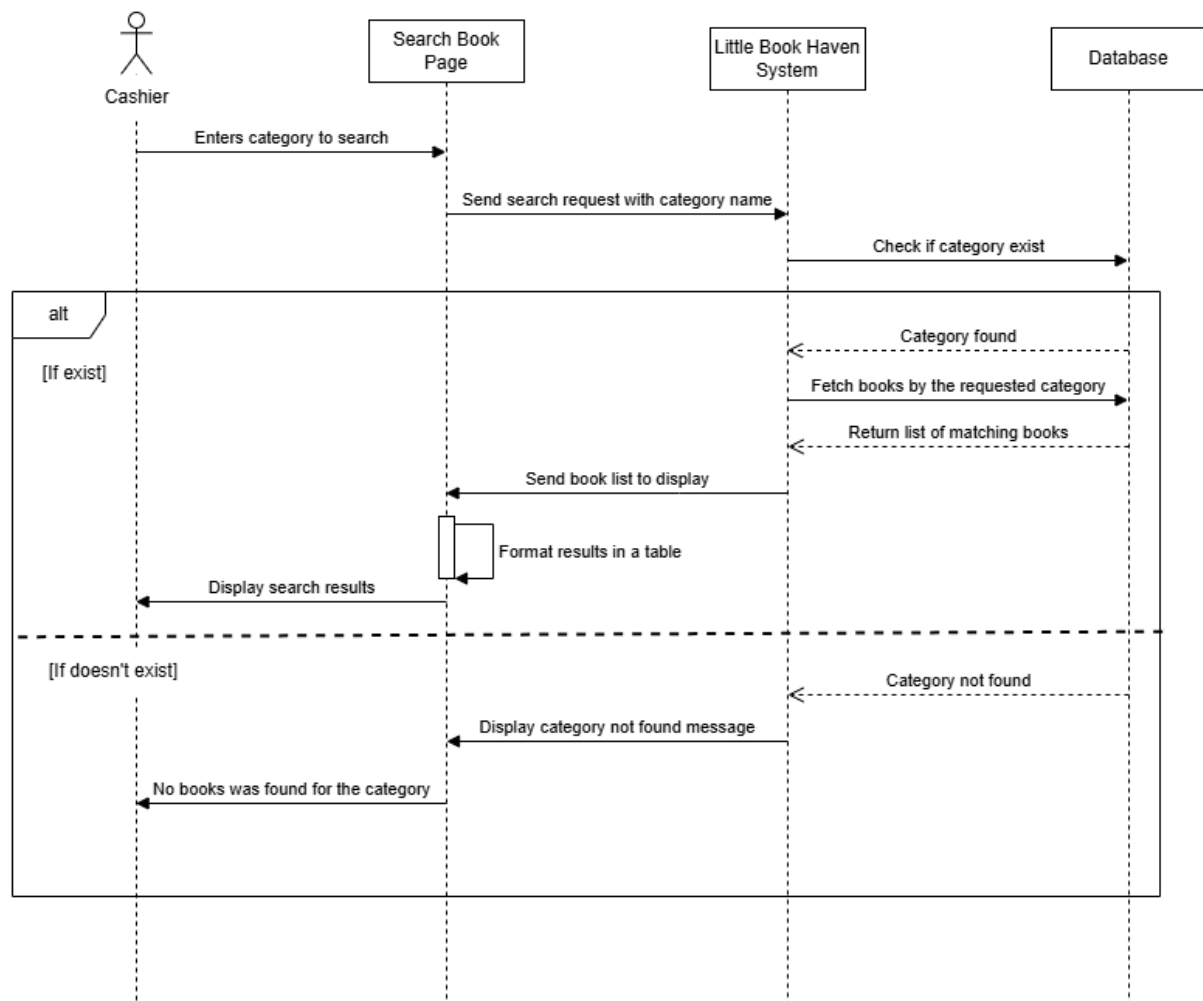 Search Book
Page
Little Book Haven
System
Database
Cashier
Enters category to search
Send search request with category name
Check if category exist
alt
Category found
[If exist]
Fetch books by the requested category
Return list of matching books
Send book list to display
Format results in a table
Display search results
[If doesn't exist]
Category not found
Display category not found message
No books was found for the category